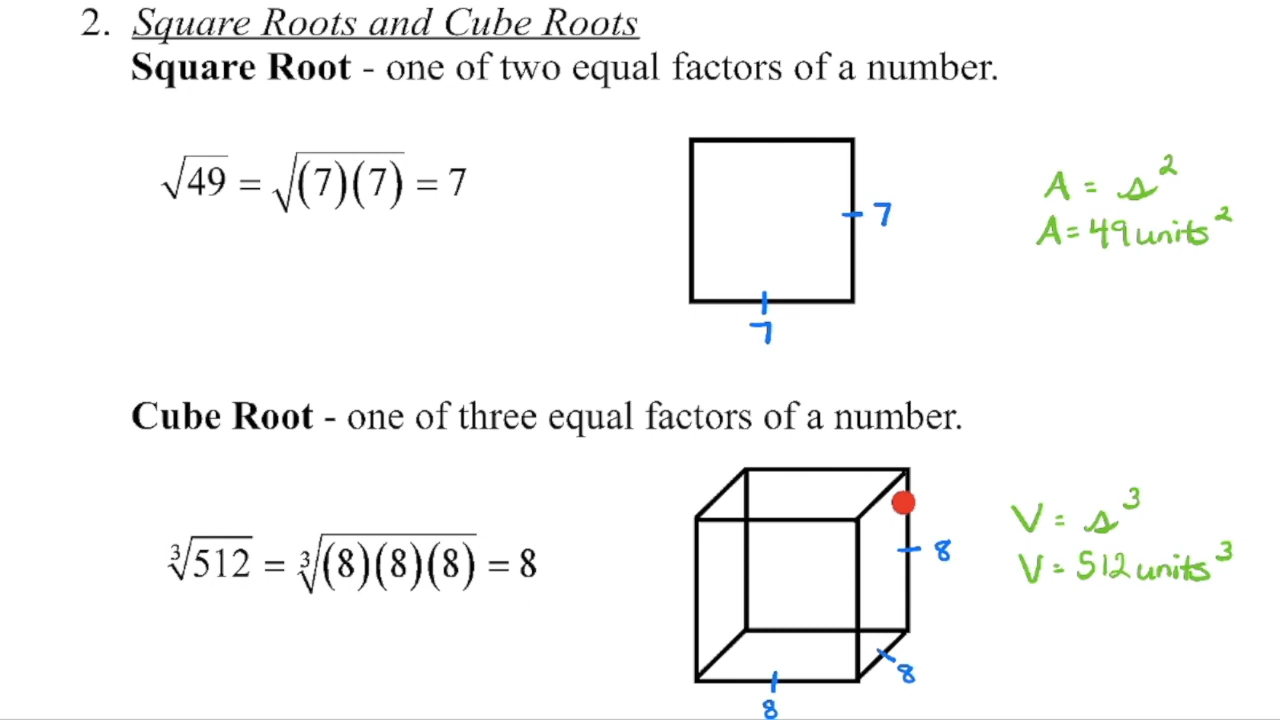 2. Square Roots and Cube Roots
Square Root - one of two equal factors of a number.
√49 = √(7)(7) = 7
7
7
A = s²
A = 49 units²
Cube Root - one of three equal factors of a number.
∛512 = ∛(8)(8)(8) = 8
8
8
8
V = s³
V = 512 units³